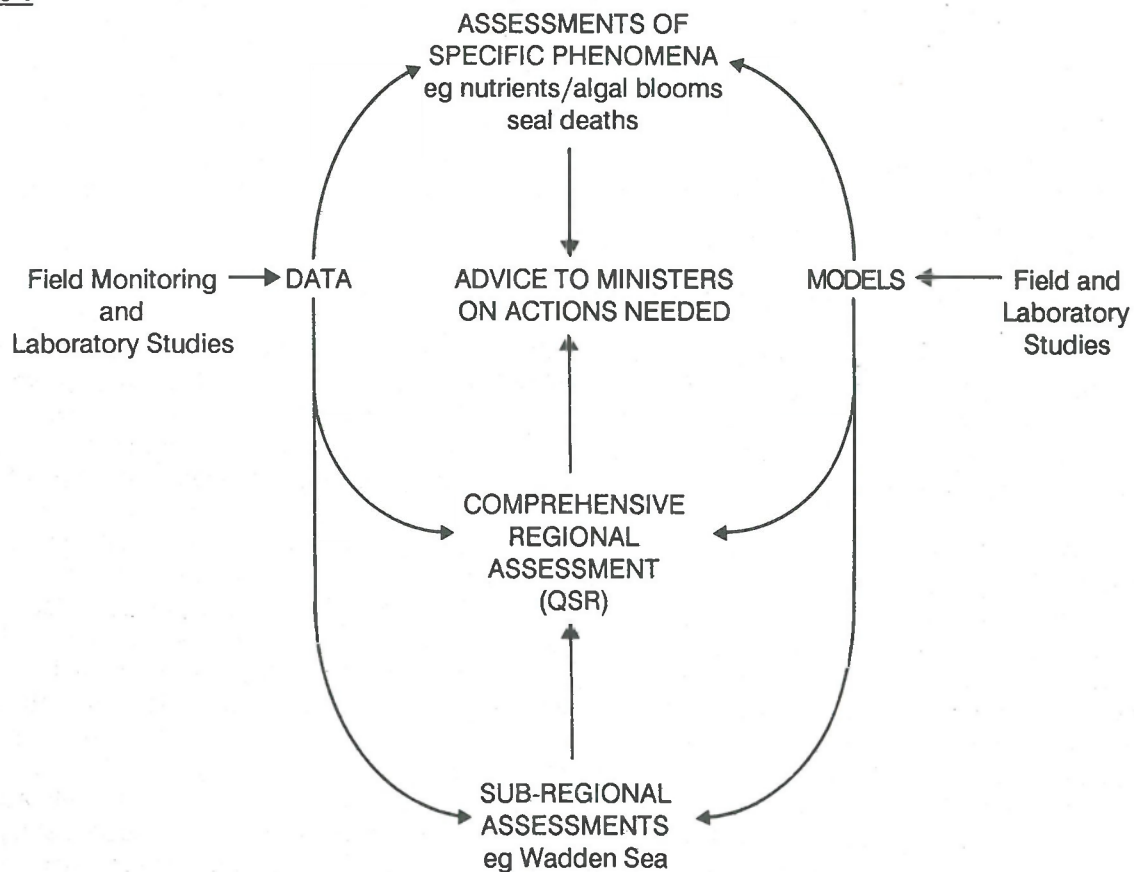 ASSESSMENTS OF
SPECIFIC PHENOMENA
eg nutrients/algal blooms
seal deaths
Field Monitoring
and
Laboratory Studies
DATA
ADVICE TO MINISTERS
ON ACTIONS NEEDED
MODELS
Field and
Laboratory
Studies
COMPREHENSIVE
REGIONAL
ASSESSMENT
(QSR)
SUB-REGIONAL
ASSESSMENTS
eg Wadden Sea